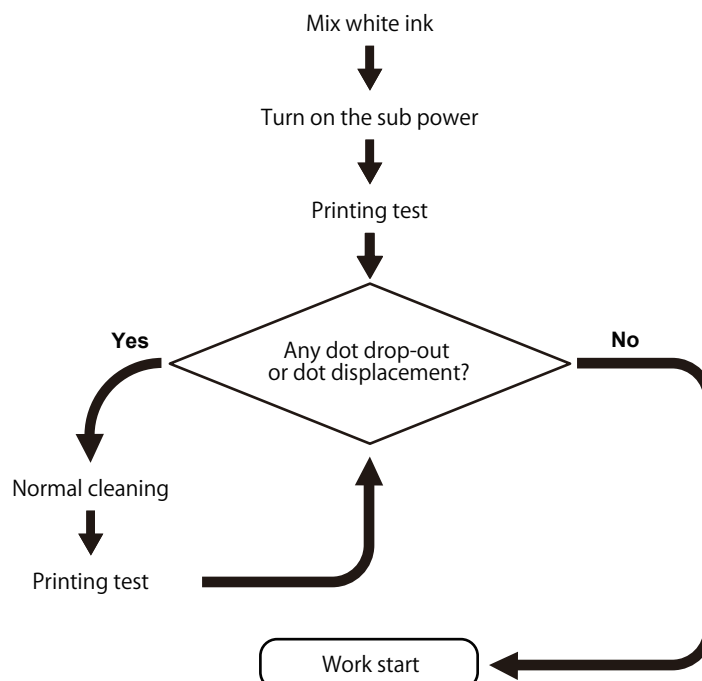 Mix white ink
Turn on the sub power
Printing test
Any dot drop-out
or dot displacement?
Yes
No
Normal cleaning
Printing test
Work start